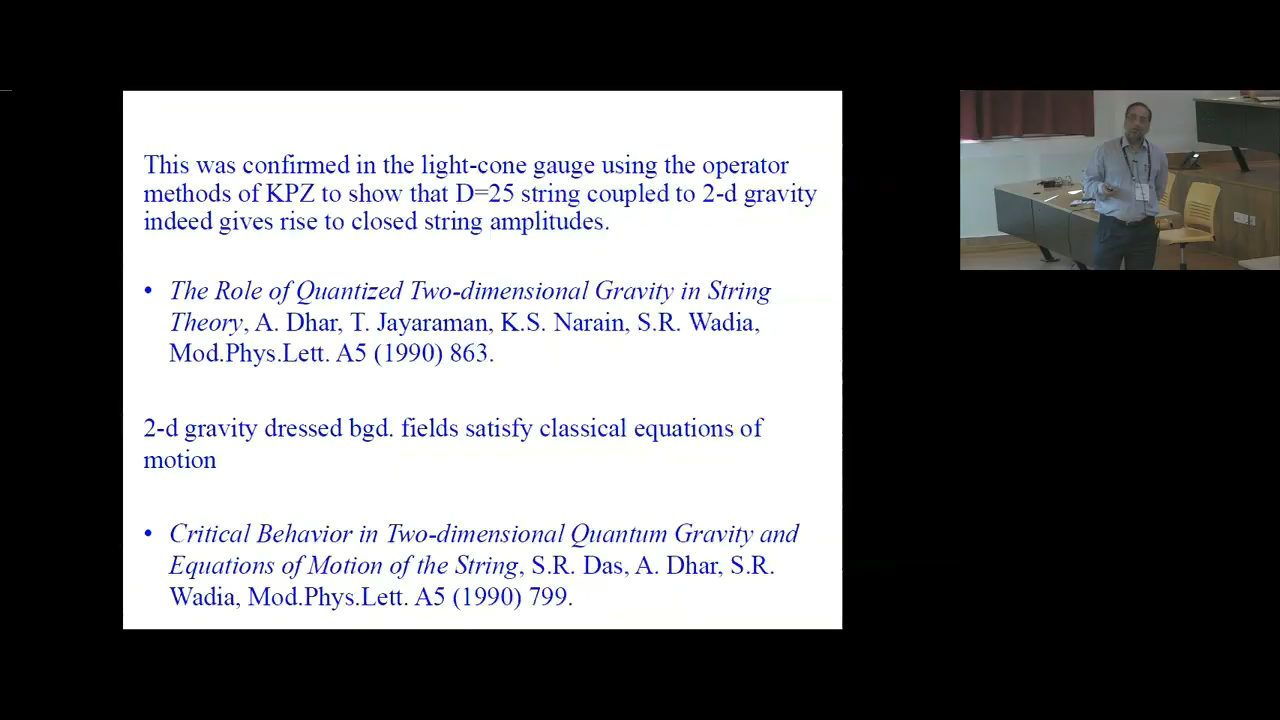 This was confirmed in the light-cone gauge using the operator
methods of KPZ to show that D=25 string coupled to 2-d gravity
indeed gives rise to closed string amplitudes.
• The Role of Quantized Two-dimensional Gravity in String
Theory, A. Dhar, T. Jayaraman, K.S. Narain, S.R. Wadia,
Mod.Phys.Lett. A5 (1990) 863.
2-d gravity dressed bgd. fields satisfy classical equations of
motion
• Critical Behavior in Two-dimensional Quantum Gravity and
Equations of Motion of the String, S.R. Das, A. Dhar, S.R.
Wadia, Mod.Phys.Lett. A5 (1990) 799.